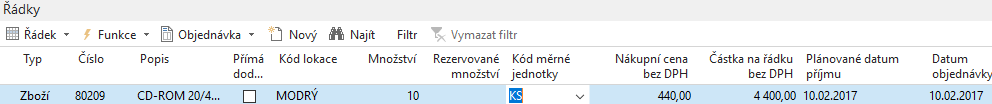 Řádky
Řádek Funkce Objednávka Nový Najít Filtr Vymazat filtr
Typ Číslo Popis Přímá dod... Kód lokace Množství Rezervované množství Kód měrné jednotky Nákupní cena bez DPH Částka na řádku bez DPH Plánované datum příjmu Datum objednávky
Zboží 80209 CD-ROM 20/4... MODRÝ 10 KS 440,00 4 400,00 10.02.2017 10.02.2017